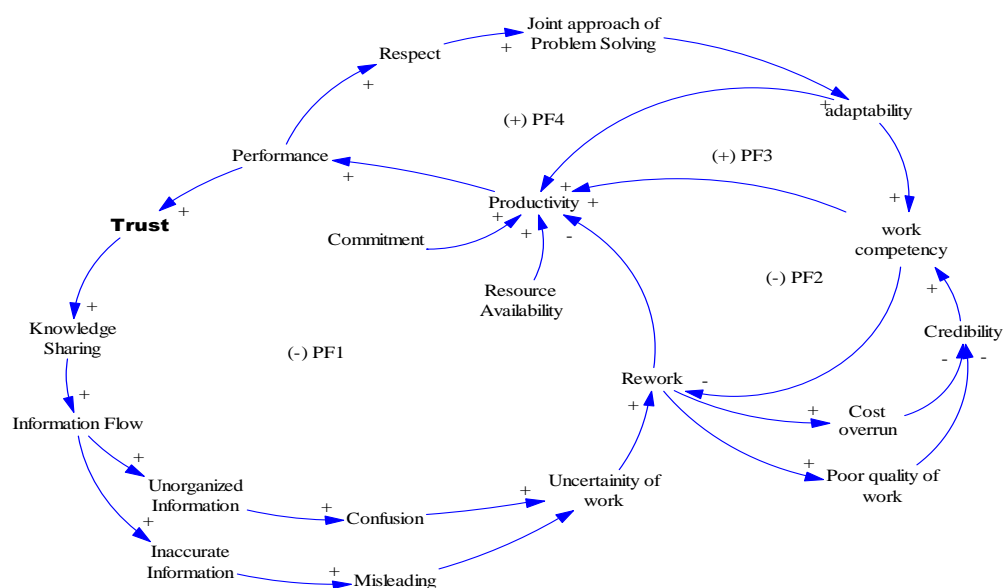 Joint approach of
Problem Solving
Respect
+
+
+
adaptability
(+) PF4
Performance
+
(+) PF3
+
Productivity
+
+
work
competency
Trust
+
Commitment
+
+
-
(-) PF2
+
Resource
Availability
Credibility
+
Knowledge
Sharing
(-) PF1
-
-
Rework
-
+
Information Flow
+
+
Cost
overrun
+
Unorganized
Information
+
Confusion
+
Uncertainity of
work
+
Poor quality of
work
+
Inaccurate
Information
+
Misleading